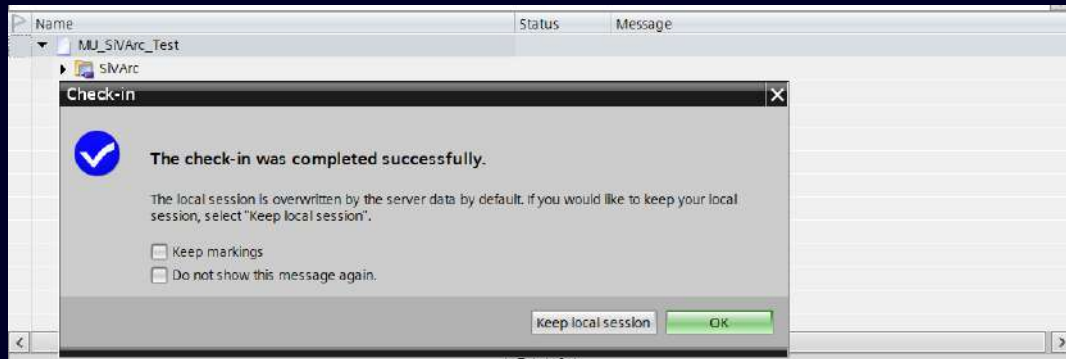 Name Status Message
MU_SiVArc_Test
SiVArc
Check-in
The check-in was completed successfully.
The local session is overwritten by the server data by default. If you would like to keep your local
session, select "Keep local session".
Keep markings
Do not show this message again.
Keep local session OK